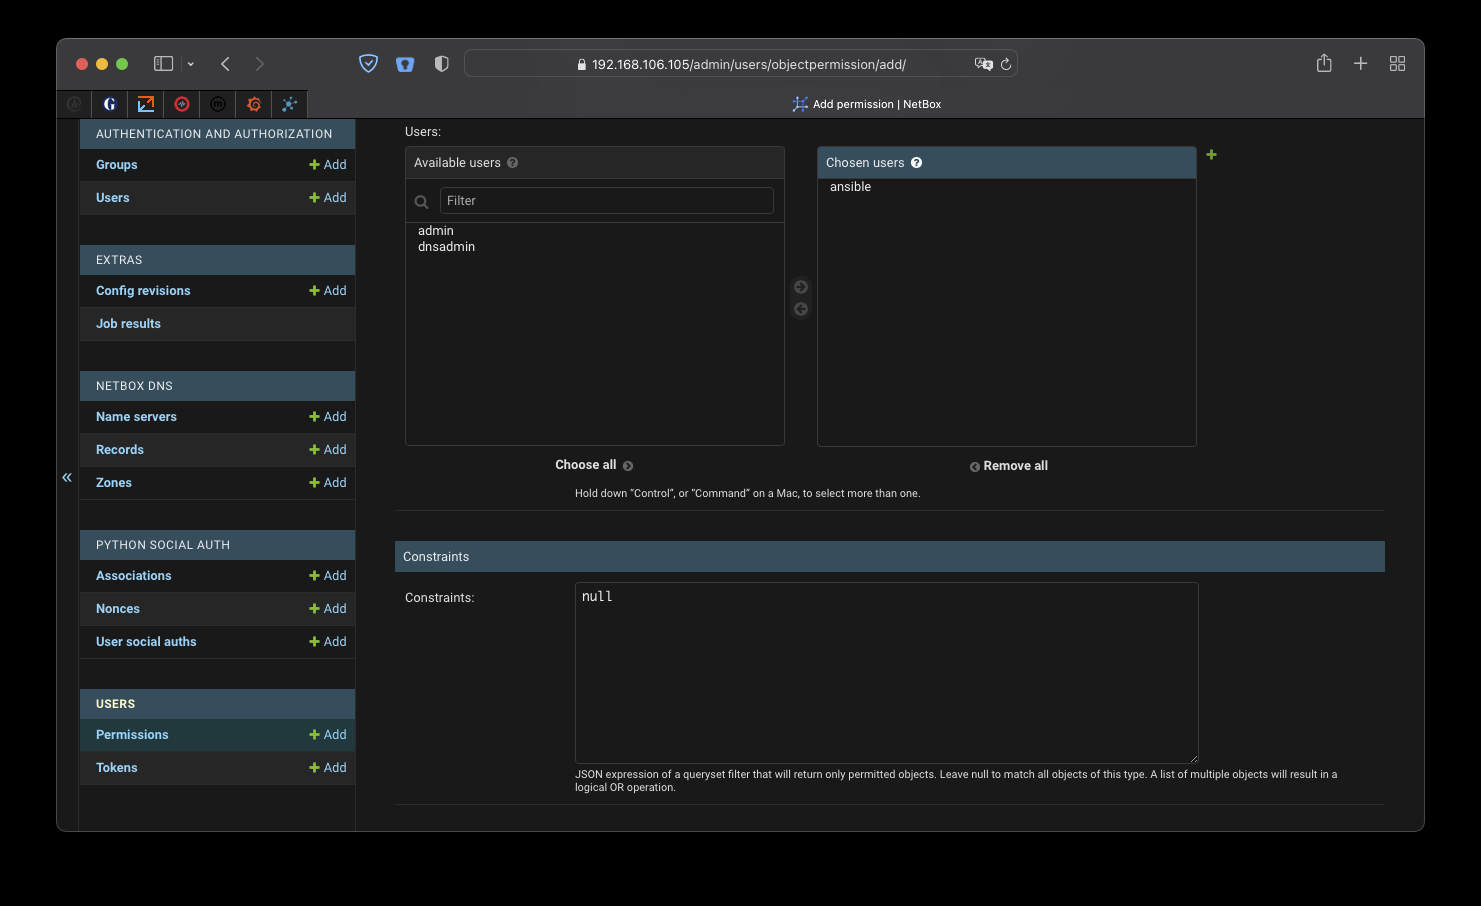 192.168.106.105/admin/users/objectpermission/add/
Add permission | NetBox
AUTHENTICATION AND AUTHORIZATION
Groups Add
Users Add
EXTRAS
Config revisions Add
Job results
NETBOX DNS
Name servers Add
Records Add
Zones Add
PYTHON SOCIAL AUTH
Associations Add
Nonces Add
User social auths Add
USERS
Permissions Add
Tokens Add
«
Users:
Available users ?
Filter
admin
dnsadmin
Choose all
Chosen users ?
ansible
Remove all
Hold down “Control”, or “Command” on a Mac, to select more than one.
Constraints
Constraints:
null
JSON expression of a queryset filter that will return only permitted objects. Leave null to match all objects of this type. A list of multiple objects will result in a
logical OR operation.